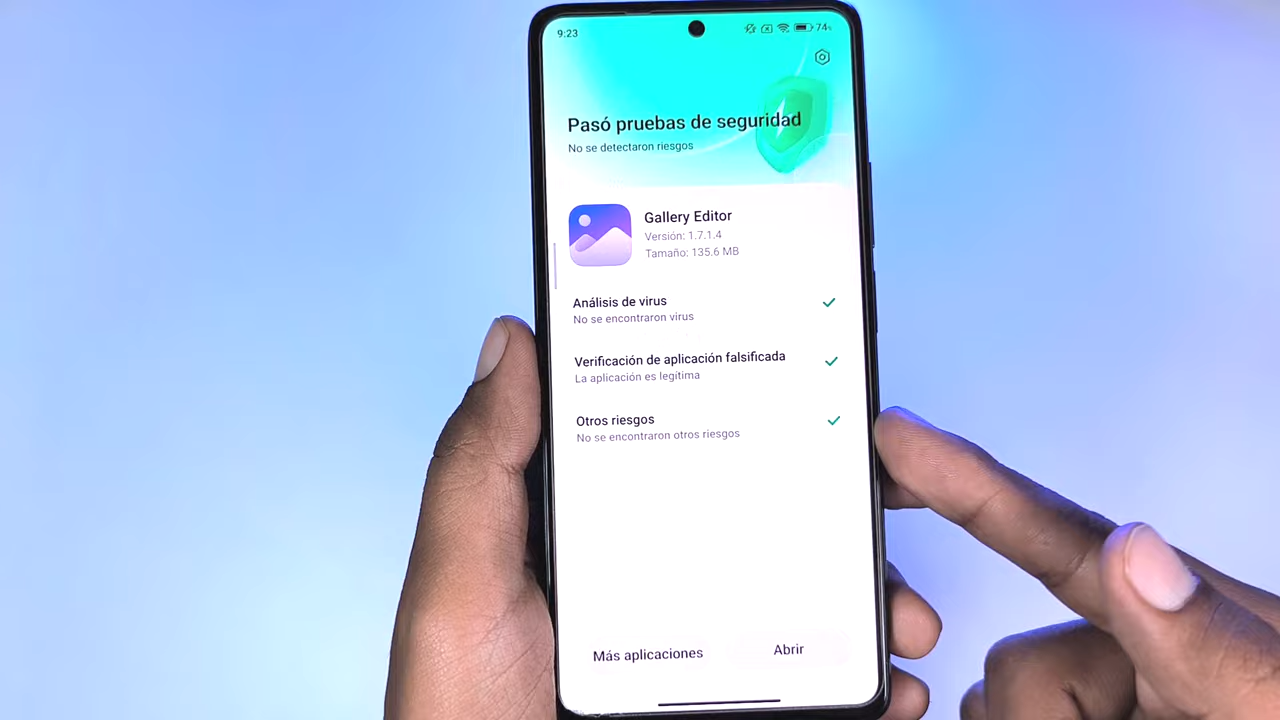 9:23
74%
Pasó pruebas de seguridad
No se detectaron riesgos
Gallery Editor
Versión: 1.7.1.4
Tamaño: 135.6 MB
Análisis de virus
No se encontraron virus
Verificación de aplicación falsificada
La aplicación es legítima
Otros riesgos
No se encontraron otros riesgos
Más aplicaciones
Abrir